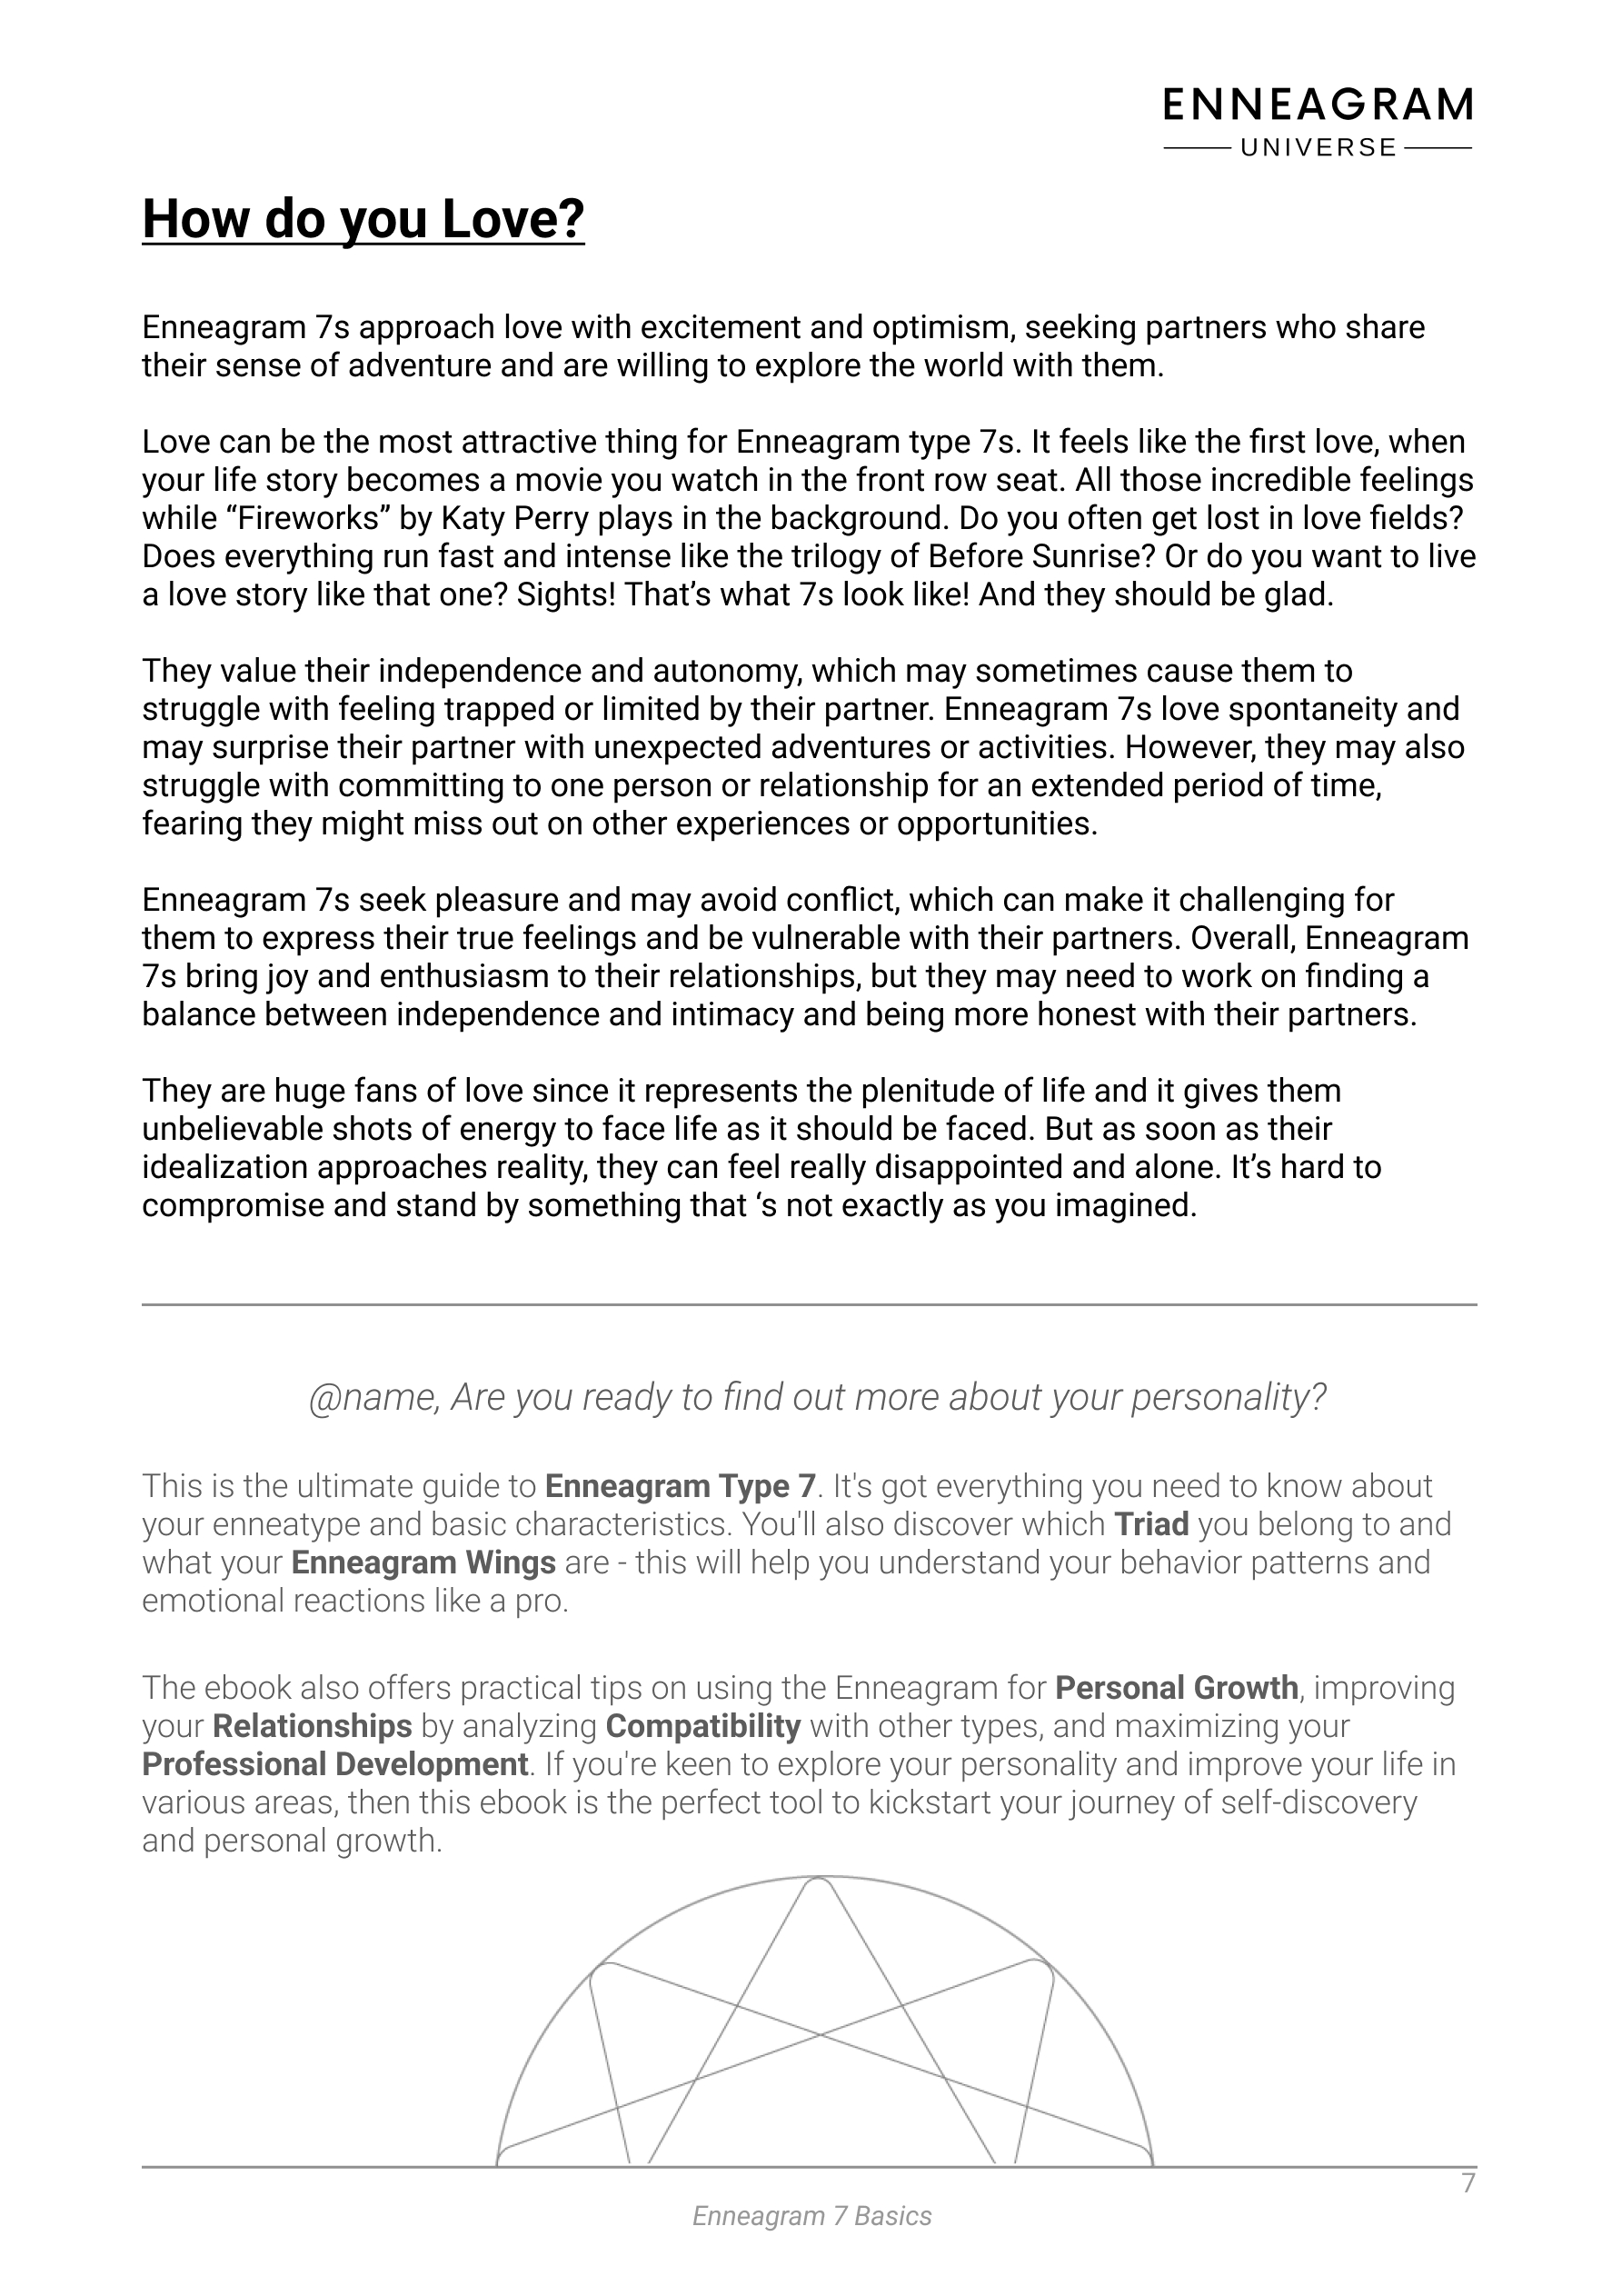 ENNEAGRAM
UNIVERSE
How do you Love?
Enneagram 7s approach love with excitement and optimism, seeking partners who share
their sense of adventure and are willing to explore the world with them.
Love can be the most attractive thing for Enneagram type 7s. It feels like the first love, when
your life story becomes a movie you watch in the front row seat. All those incredible feelings
while “Fireworks” by Katy Perry plays in the background. Do you often get lost in love fields?
Does everything run fast and intense like the trilogy of Before Sunrise? Or do you want to live
a love story like that one? Sights! That’s what 7s look like! And they should be glad.
They value their independence and autonomy, which may sometimes cause them to
struggle with feeling trapped or limited by their partner. Enneagram 7s love spontaneity and
may surprise their partner with unexpected adventures or activities. However, they may also
struggle with committing to one person or relationship for an extended period of time,
fearing they might miss out on other experiences or opportunities.
Enneagram 7s seek pleasure and may avoid conflict, which can make it challenging for
them to express their true feelings and be vulnerable with their partners. Overall, Enneagram
7s bring joy and enthusiasm to their relationships, but they may need to work on finding a
balance between independence and intimacy and being more honest with their partners.
They are huge fans of love since it represents the plenitude of life and it gives them
unbelievable shots of energy to face life as it should be faced. But as soon as their
idealization approaches reality, they can feel really disappointed and alone. It’s hard to
compromise and stand by something that ‘s not exactly as you imagined.
@name, Are you ready to find out more about your personality?
This is the ultimate guide to Enneagram Type 7. It's got everything you need to know about
your enneatype and basic characteristics. You'll also discover which Triad you belong to and
what your Enneagram Wings are - this will help you understand your behavior patterns and
emotional reactions like a pro.
The ebook also offers practical tips on using the Enneagram for Personal Growth, improving
your Relationships by analyzing Compatibility with other types, and maximizing your
Professional Development. If you're keen to explore your personality and improve your life in
various areas, then this ebook is the perfect tool to kickstart your journey of self-discovery
and personal growth.
7
Enneagram 7 Basics